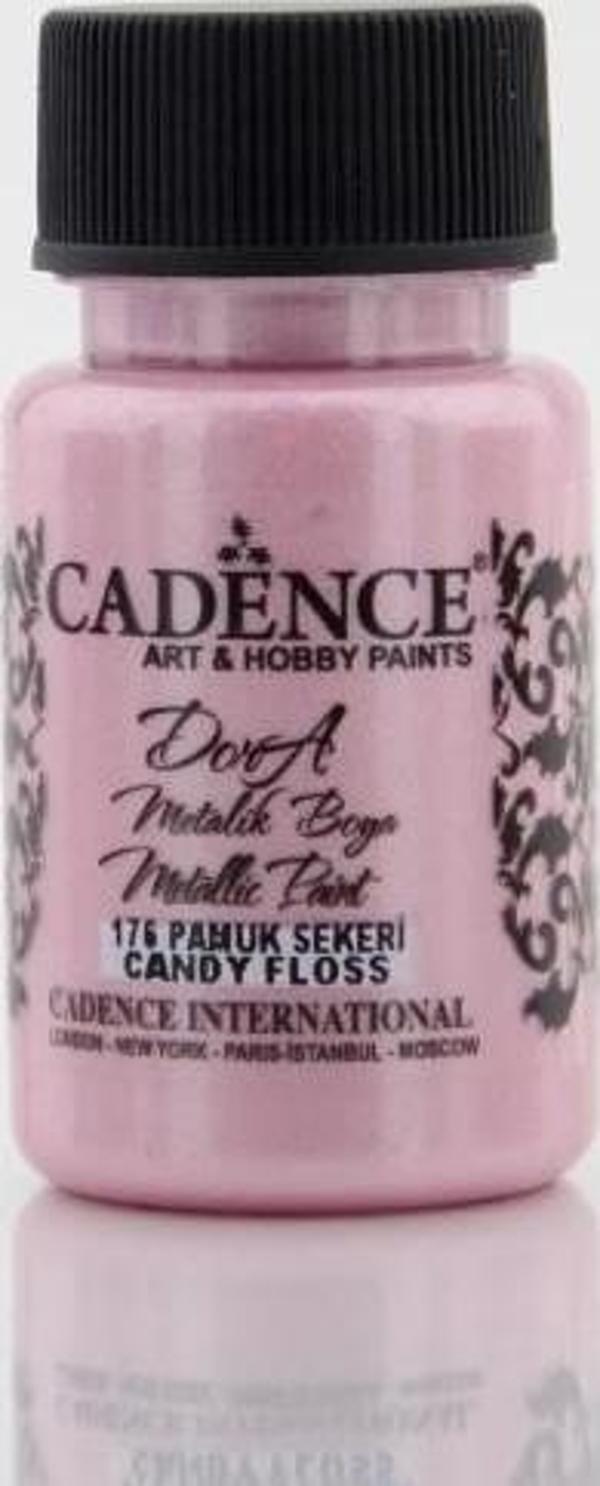 CADENCE®
ART & HOBBY PAINTS
DorA
Metalik Boya
Metallic Paint
176 PAMUK SEKERİ
CANDY FLOSS
CADENCE INTERNATIONAL
LONDON - NEW YORK - PARIS-İSTANBUL - MOSCOW